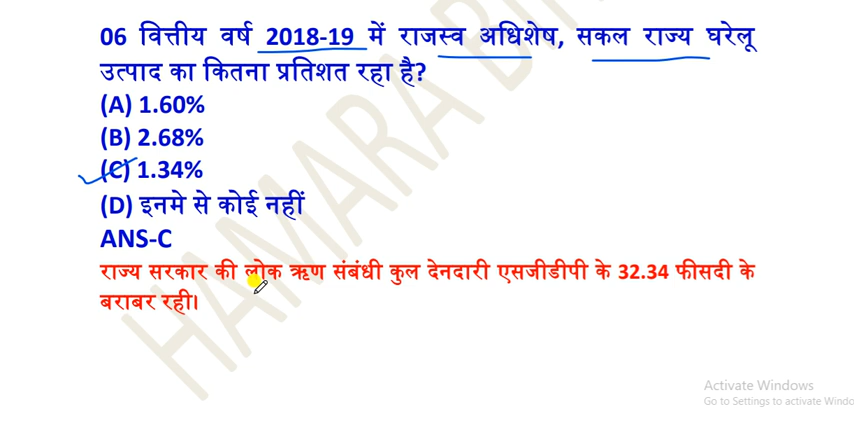 06 वित्तीय वर्ष 2018-19 में राजस्व अधिशेष, सकल राज्य घरेलू
उत्पाद का कितना प्रतिशत रहा है?
(A) 1.60%
(B) 2.68%
(C) 1.34%
(D) इनमे से कोई नहीं
ANS-C
राज्य सरकार की लोक ऋण संबंधी कुल देनदारी एसजीडीपी के 32.34 फीसदी के
बराबर रही।
HAMARA BI
Activate Windows
Go to Settings to activate Windo